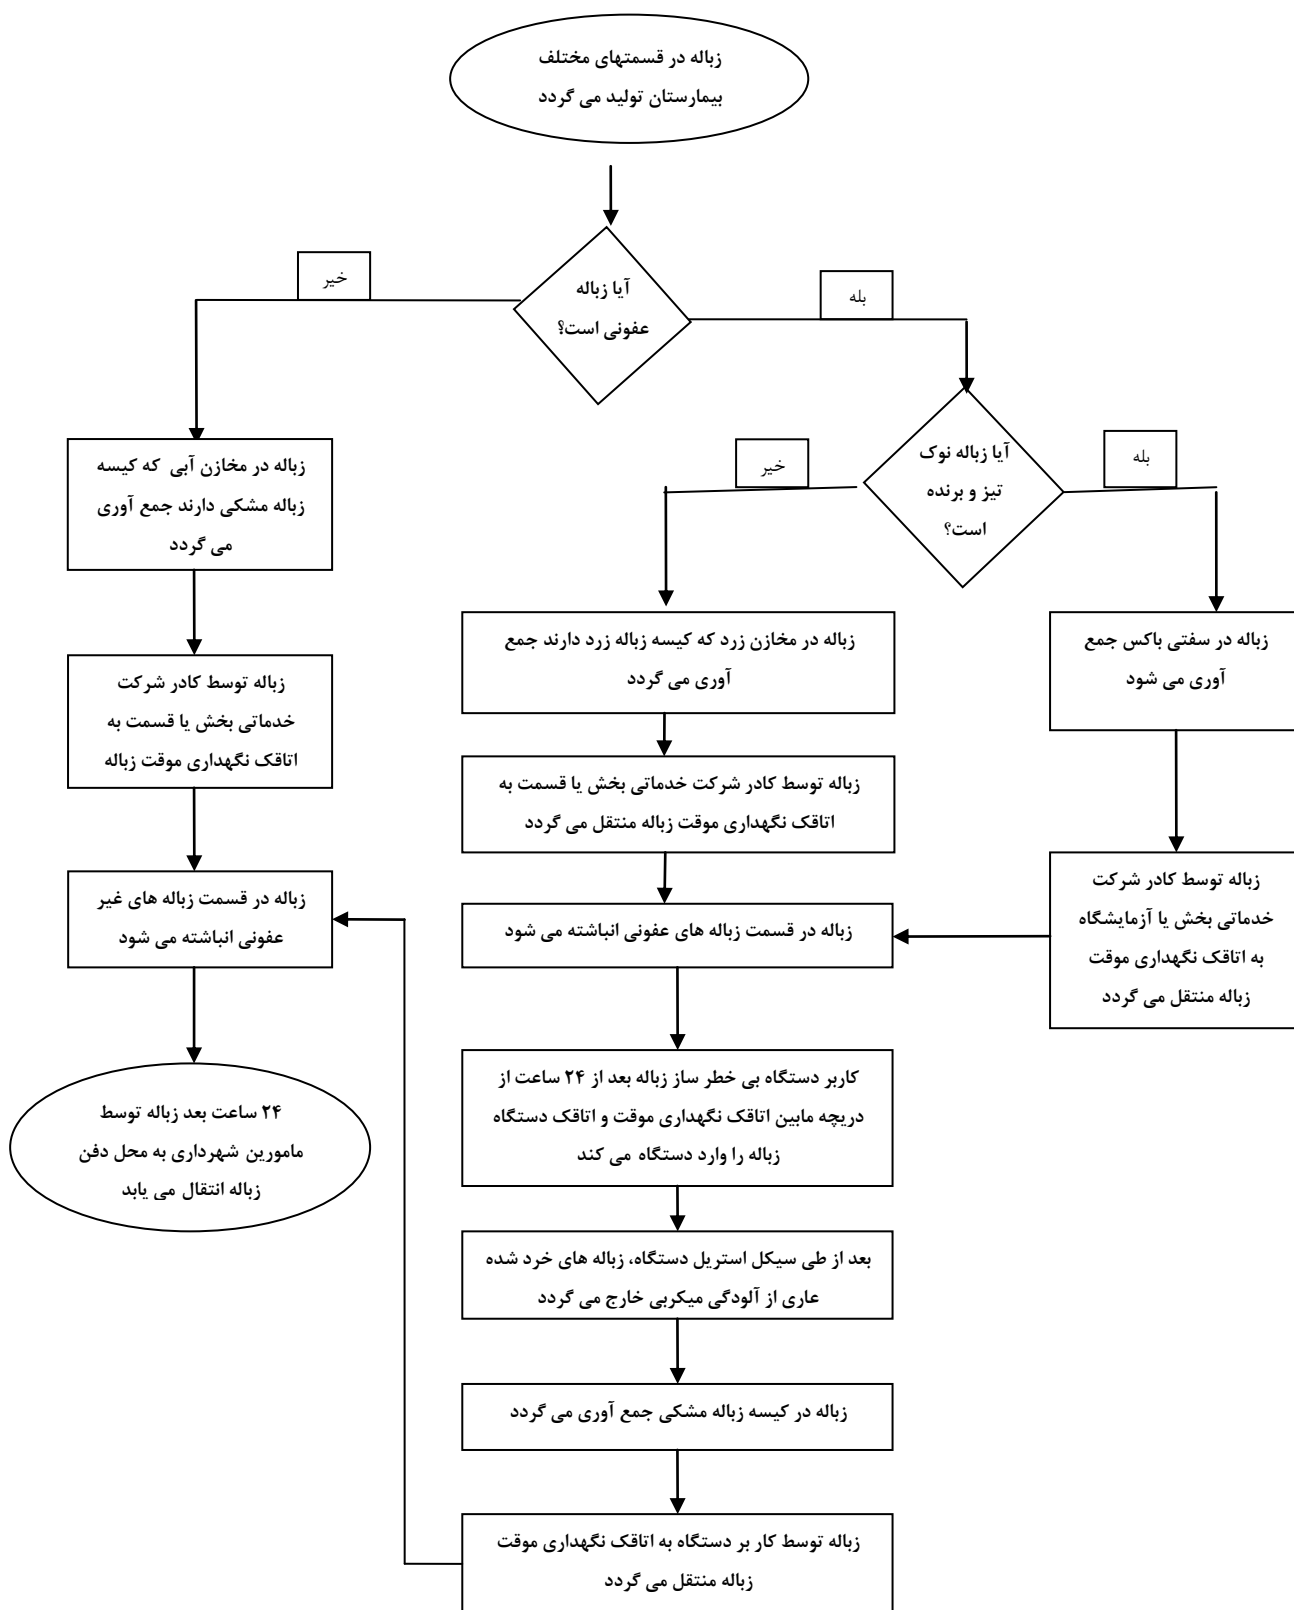 زباله در قسمتهای مختلف
بیمارستان تولید می گردد
آیا زباله
عفونی است؟
خیر
بله
آیا زباله نوک
تیز و برنده
است؟
بله
خیر
زباله در مخازن آبی که کیسه
زباله مشکی دارند جمع آوری
می گردد
زباله در سفتی باکس جمع
آوری می شود
زباله در مخازن زرد که کیسه زباله زرد دارند جمع
آوری می گردد
زباله توسط کادر شرکت
خدماتی بخش یا قسمت به
اتاقک نگهداری موقت زباله
زباله توسط کادر شرکت خدماتی بخش یا قسمت به
اتاقک نگهداری موقت زباله منتقل می گردد
زباله توسط کادر شرکت
خدماتی بخش یا آزمایشگاه
به اتاقک نگهداری موقت
زباله منتقل می گردد
زباله در قسمت زباله های غیر
عفونی انباشته می شود
زباله در قسمت زباله های عفونی انباشته می شود
۲۴ ساعت بعد زباله توسط
مامورین شهرداری به محل دفن
زباله انتقال می یابد
کاربر دستگاه بی خطر ساز زباله بعد از ۲۴ ساعت از
دریچه مابین اتاقک نگهداری موقت و اتاقک دستگاه
زباله را وارد دستگاه می کند
بعد از طی سیکل استریل دستگاه، زباله های خرد شده
عاری از آلودگی میکربی خارج می گردد
زباله در کیسه زباله مشکی جمع آوری می گردد
زباله توسط کار بر دستگاه به اتاقک نگهداری موقت
زباله منتقل می گردد